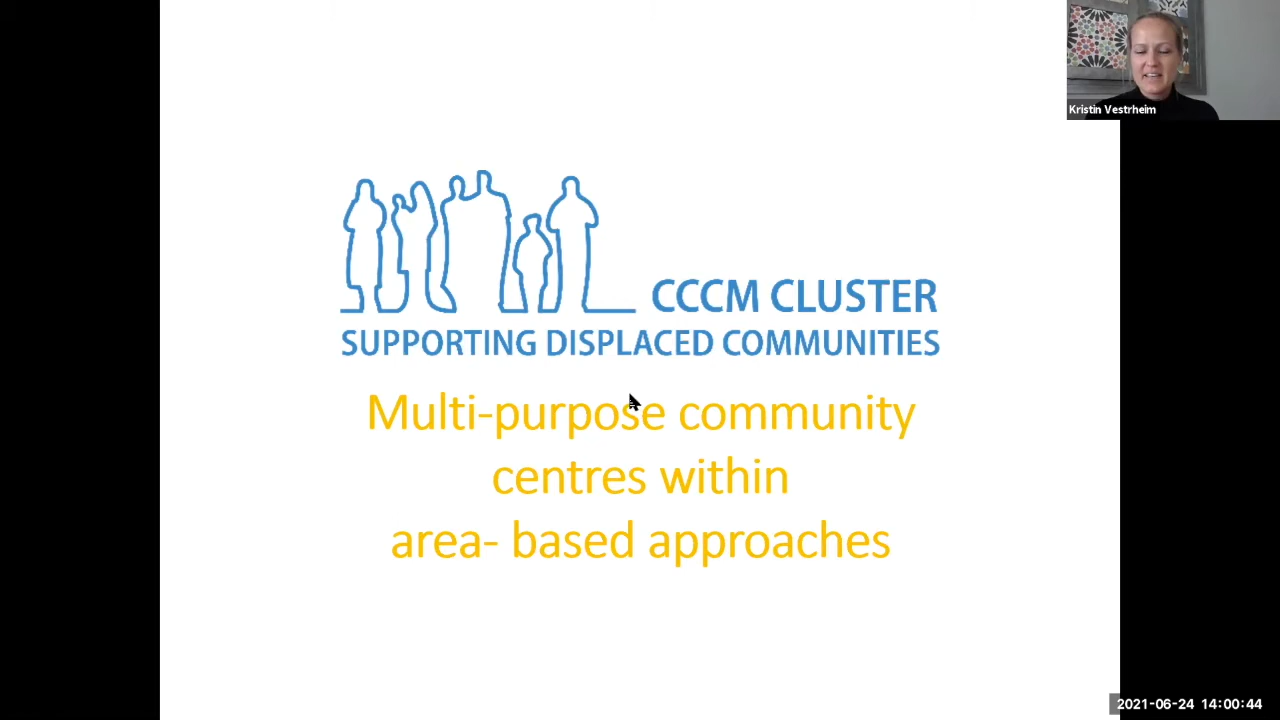 Kristin Vestrheim
CCCM CLUSTER
SUPPORTING DISPLACED COMMUNITIES
Multi-purpose community
centres within
area- based approaches
2021-06-24 14:00:44